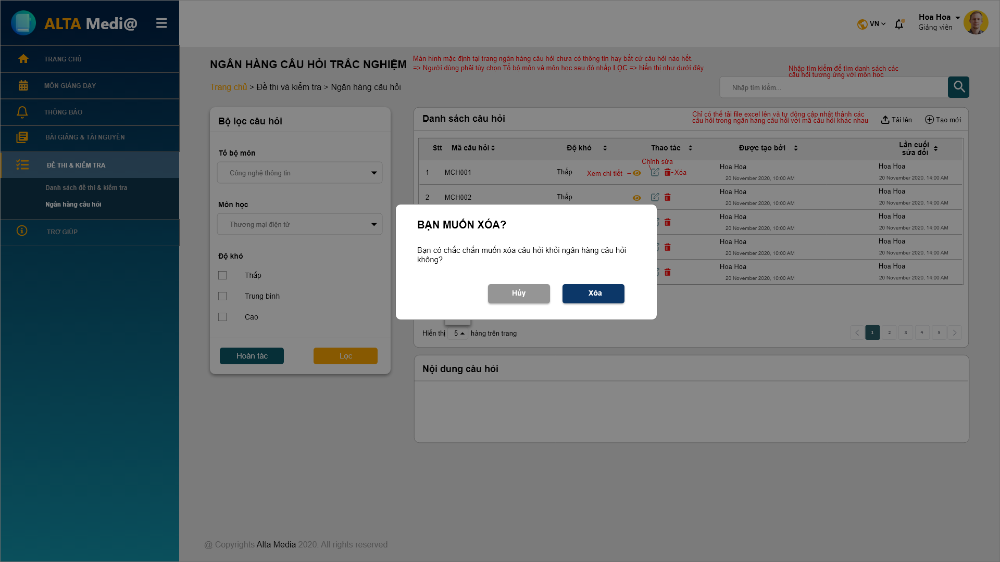 ALTA Medi@
VN
Hoa Hoa
Giảng viên
TRANG CHỦ
MÔN GIẢNG DẠY
THÔNG BÁO
BÀI GIẢNG & TÀI NGUYÊN
ĐỀ THI & KIỂM TRA
Danh sách đề thi & kiểm tra
Ngân hàng câu hỏi
TRỢ GIÚP
NGÂN HÀNG CÂU HỎI TRẮC NGHIỆM
Màn hình mặc định tại trang ngân hàng câu hỏi chưa có thông tin hay bất cứ câu hỏi nào hết.
=> Người dùng phải tùy chọn Tổ bộ môn và môn học sau đó nhấp LỌC => hiển thị như dưới đây
Trang chủ > Đề thi và kiểm tra > Ngân hàng câu hỏi
Nhập tìm kiếm để tìm danh sách các
câu hỏi tương ứng với môn học
Nhập tìm kiếm...
Bộ lọc câu hỏi
Tổ bộ môn
Công nghệ thông tin
Môn học
Thương mại điện tử
Độ khó
Thấp
Trung bình
Cao
Hoàn tác
Lọc
Danh sách câu hỏi
Chỉ có thể tải file excel lên và tự động cập nhật thành các
câu hỏi trong ngân hàng câu hỏi với mã câu hỏi khác nhau
Tải lên
Tạo mới
Stt Mã câu hỏi Độ khó Thao tác Được tạo bởi Lần cuối
sửa đổi
Chỉnh sửa
1 MCH001 Thấp Xem chi tiết - Xóa Hoa Hoa Hoa Hoa
20 November 2020, 10:00 AM 20 November 2020, 14:00 AM
2 MCH002 Thấp Hoa Hoa Hoa Hoa
20 November 2020, 10:00 AM 20 November 2020, 14:00 AM
Hoa Hoa Hoa Hoa
20 November 2020, 10:00 AM 20 November 2020, 14:00 AM
Hoa Hoa Hoa Hoa
20 November 2020, 10:00 AM 20 November 2020, 14:00 AM
Hoa Hoa Hoa Hoa
20 November 2020, 10:00 AM 20 November 2020, 14:00 AM
BẠN MUỐN XÓA?
Bạn có chắc chắn muốn xóa câu hỏi khỏi ngân hàng câu hỏi
không?
Hủy
Xóa
Hiển thị 5 hàng trên trang
< 1 2 3 4 5 >
Nội dung câu hỏi
@ Copyrights Alta Media 2020. All rights reserved